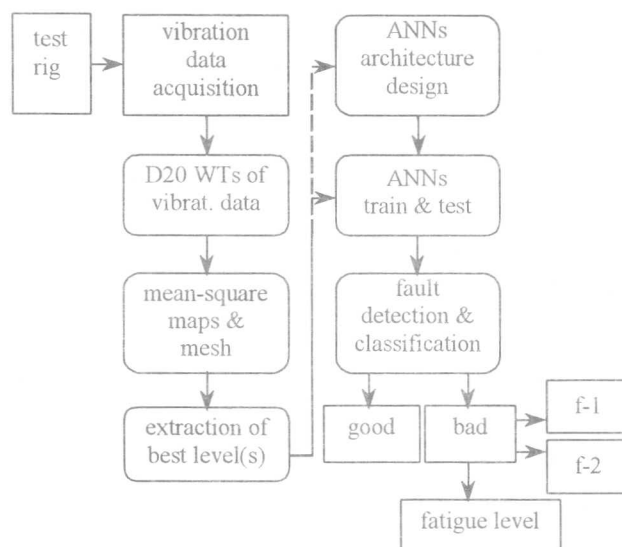 test
rig
vibration
data
acquisition
D20 WTs of
vibrat. data
mean-square
maps &
mesh
extraction of
best level(s)
ANNs
architecture
design
ANNs
train & test
fault
detection &
classification
good
bad
f-1
f-2
fatigue level